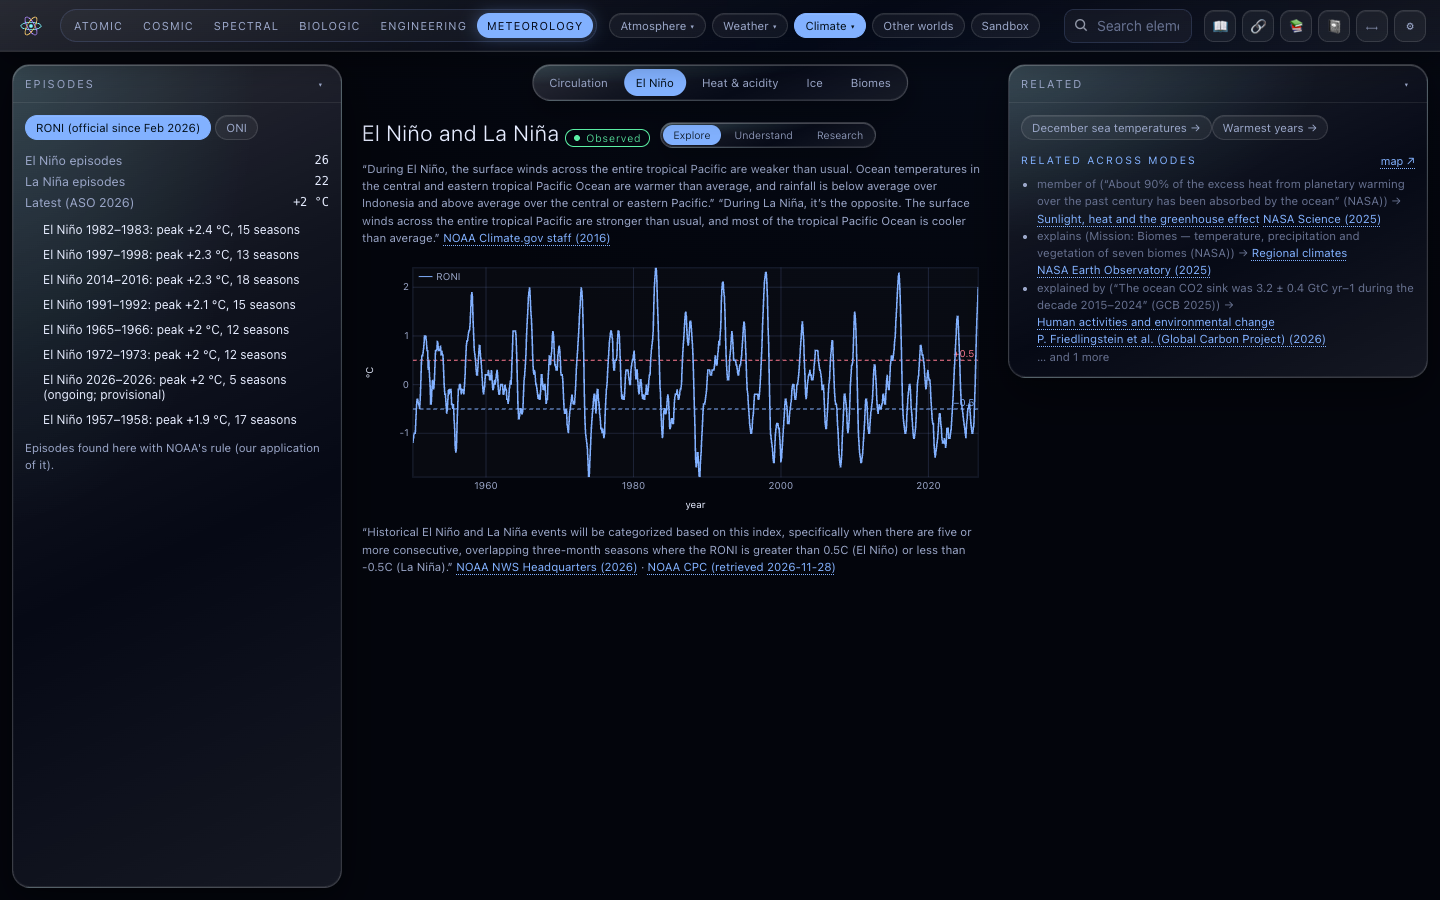 ATOMIC COSMIC SPECTRAL BIOLOGIC ENGINEERING METEOROLOGY Atmosphere ▾ Weather ▾ Climate ▾ Other worlds Sandbox Search eleme
EPISODES ▾
RONI (official since Feb 2026) ONI
El Niño episodes 26
La Niña episodes 22
Latest (ASO 2026) +2 °C
El Niño 1982–1983: peak +2.4 °C, 15 seasons
El Niño 1997–1998: peak +2.3 °C, 13 seasons
El Niño 2014–2016: peak +2.3 °C, 18 seasons
El Niño 1991–1992: peak +2.1 °C, 15 seasons
El Niño 1965–1966: peak +2 °C, 12 seasons
El Niño 1972–1973: peak +2 °C, 12 seasons
El Niño 2026–2026: peak +2 °C, 5 seasons
(ongoing; provisional)
El Niño 1957–1958: peak +1.9 °C, 17 seasons
Episodes found here with NOAA's rule (our application
of it).
Circulation El Niño Heat & acidity Ice Biomes
El Niño and La Niña Observed Explore Understand Research
“During El Niño, the surface winds across the entire tropical Pacific are weaker than usual. Ocean temperatures in
the central and eastern tropical Pacific Ocean are warmer than average, and rainfall is below average over
Indonesia and above average over the central or eastern Pacific.” “During La Niña, it’s the opposite. The surface
winds across the entire tropical Pacific are stronger than usual, and most of the tropical Pacific Ocean is cooler
than average.” NOAA Climate.gov staff (2016)
RONI
2
1
+0.5
°C
0
−0.5
−1
1960 1980 2000 2020
year
“Historical El Niño and La Niña events will be categorized based on this index, specifically when there are five or
more consecutive, overlapping three-month seasons where the RONI is greater than 0.5C (El Niño) or less than
-0.5C (La Niña).” NOAA NWS Headquarters (2026) · NOAA CPC (retrieved 2026-11-28)
RELATED ▾
December sea temperatures → Warmest years →
RELATED ACROSS MODES map ↗
• member of (“About 90% of the excess heat from planetary warming
over the past century has been absorbed by the ocean” (NASA)) →
Sunlight, heat and the greenhouse effect NASA Science (2025)
• explains (Mission: Biomes — temperature, precipitation and
vegetation of seven biomes (NASA)) → Regional climates
NASA Earth Observatory (2025)
• explained by (“The ocean CO2 sink was 3.2 ± 0.4 GtC yr−1 during the
decade 2015–2024” (GCB 2025)) →
Human activities and environmental change
P. Friedlingstein et al. (Global Carbon Project) (2026)
… and 1 more